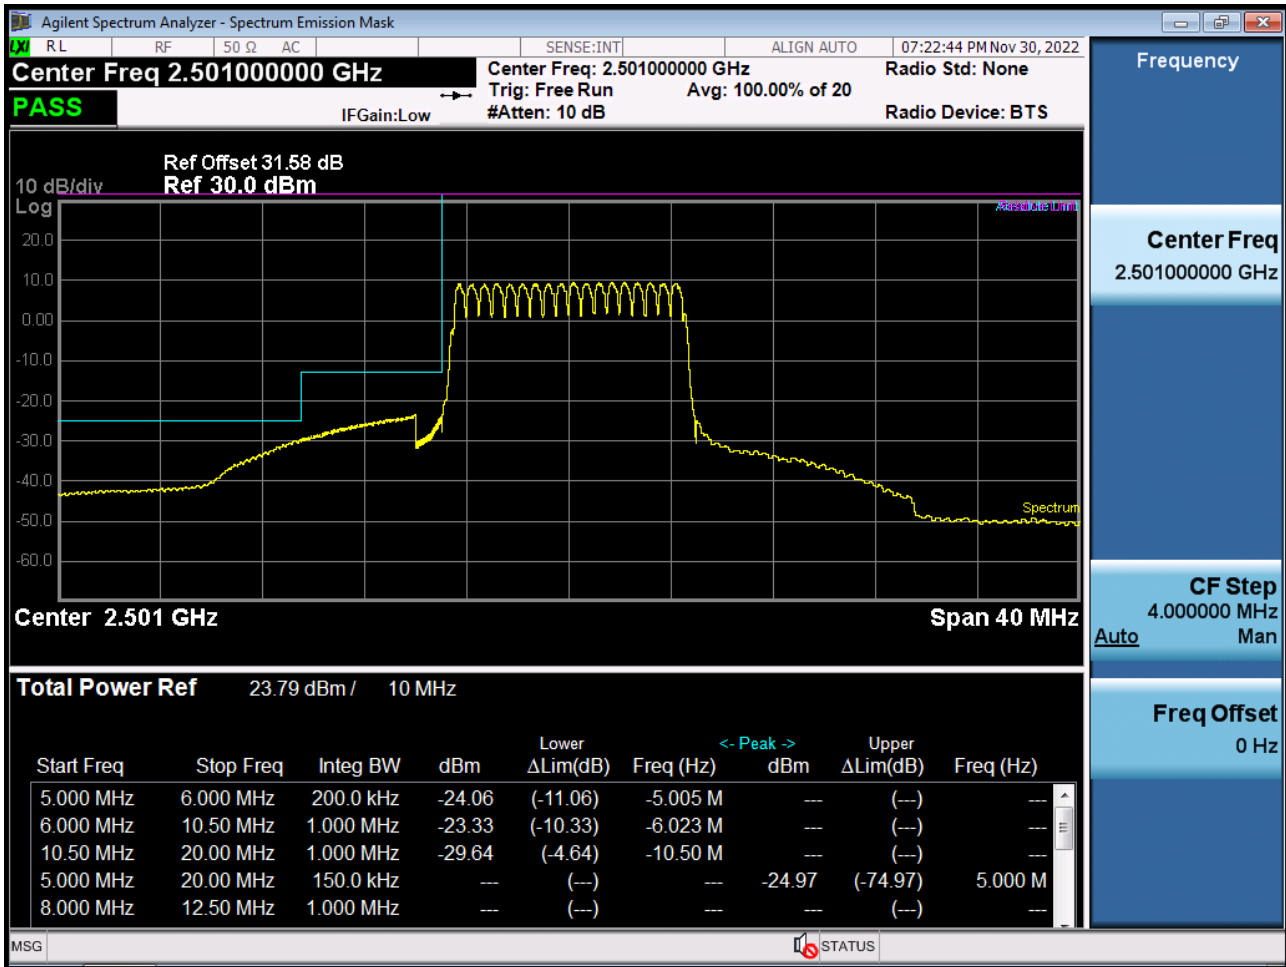 Agilent Spectrum Analyzer - Spectrum Emission Mask
LXI RL RF 50 Ω AC SENSE:INT ALIGN AUTO 07:22:44 PM Nov 30, 2022
Center Freq 2.501000000 GHz Center Freq: 2.501000000 GHz Radio Std: None
Trig: Free Run Avg: 100.00% of 20
PASS IFGain:Low #Atten: 10 dB Radio Device: BTS
Ref Offset 31.58 dB
10 dB/div Ref 30.0 dBm
Log
20.0
10.0
0.00
-10.0
-20.0
-30.0
-40.0
-50.0
-60.0
Spectrum
Center 2.501 GHz Span 40 MHz
Total Power Ref 23.79 dBm / 10 MHz
Lower <- Peak -> Upper
Start Freq Stop Freq Integ BW dBm ΔLim(dB) Freq (Hz) dBm ΔLim(dB) Freq (Hz)
5.000 MHz 6.000 MHz 200.0 kHz -24.06 (-11.06) -5.005 M --- (---) ---
6.000 MHz 10.50 MHz 1.000 MHz -23.33 (-10.33) -6.023 M --- (---) ---
10.50 MHz 20.00 MHz 1.000 MHz -29.64 (-4.64) -10.50 M --- (---) ---
5.000 MHz 20.00 MHz 150.0 kHz --- (---) --- -24.97 (-74.97) 5.000 M
8.000 MHz 12.50 MHz 1.000 MHz --- (---) --- --- (---) ---
MSG STATUS
Frequency
Center Freq
2.501000000 GHz
CF Step
4.000000 MHz
Auto Man
Freq Offset
0 Hz